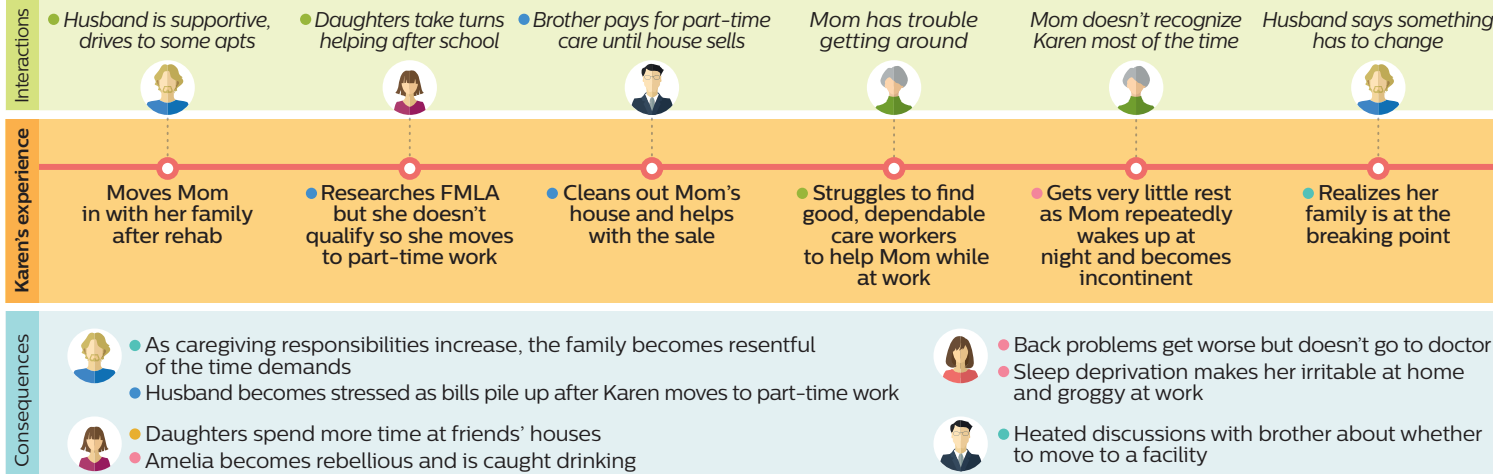 Interactions
Husband is supportive,
drives to some apts
Daughters take turns
helping after school
Brother pays for part-time
care until house sells
Mom has trouble
getting around
Mom doesn't recognize
Karen most of the time
Husband says something
has to change
Karen's experience
Moves Mom
in with her family
after rehab
Researches FMLA
but she doesn't
qualify so she moves
to part-time work
Cleans out Mom's
house and helps
with the sale
Struggles to find
good, dependable
care workers
to help Mom while
at work
Gets very little rest
as Mom repeatedly
wakes up at
night and becomes
incontinent
Realizes her
family is at the
breaking point
Consequences
As caregiving responsibilities increase, the family becomes resentful
of the time demands
Husband becomes stressed as bills pile up after Karen moves to part-time work
Daughters spend more time at friends' houses
Amelia becomes rebellious and is caught drinking
Back problems get worse but doesn't go to doctor
Sleep deprivation makes her irritable at home
and groggy at work
Heated discussions with brother about whether
to move to a facility